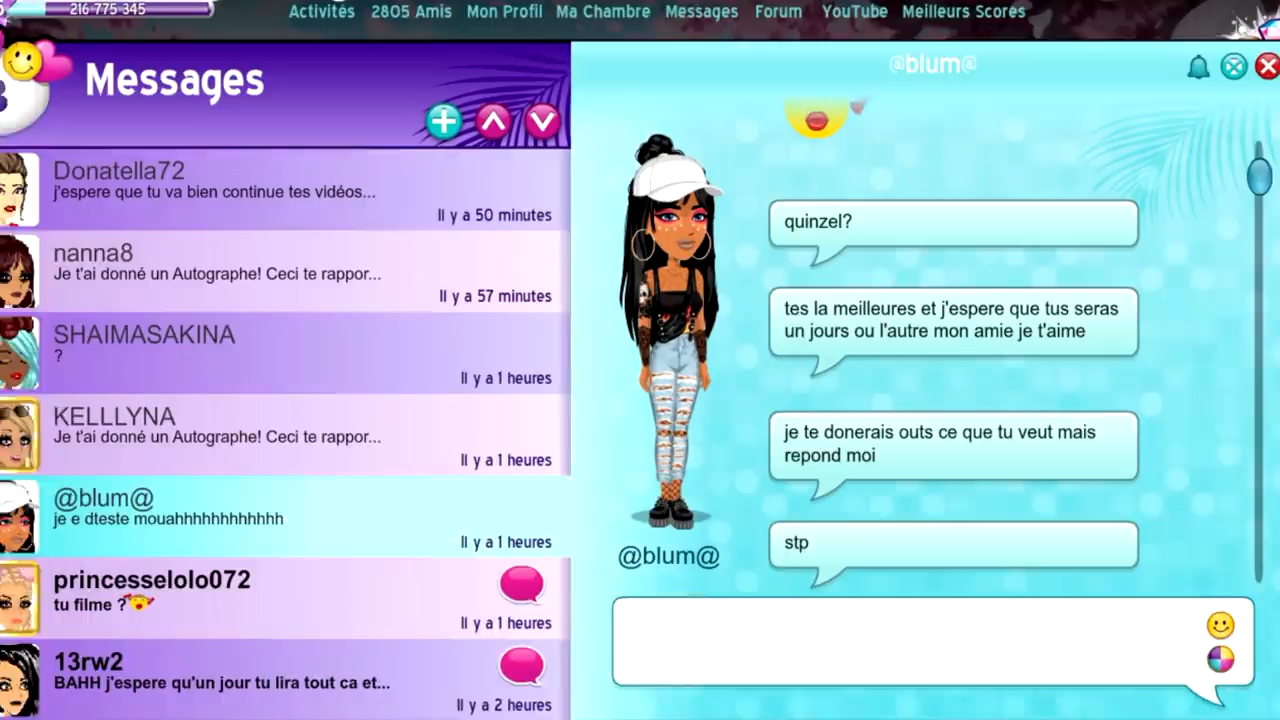 216 775 345
Activités 2805 Amis Mon Profil Ma Chambre Messages Forum YouTube Meilleurs Scores
Messages
Donatella72
j'espere que tu va bien continue tes vidéos...
Il y a 50 minutes
nanna8
Je t'ai donné un Autographe! Ceci te rappor...
Il y a 57 minutes
SHAIMASAKINA
?
Il y a 1 heures
KELLLYNA
Je t'ai donné un Autographe! Ceci te rappor...
Il y a 1 heures
@blum@
je e dteste mouahhhhhhhhhhhh
Il y a 1 heures
princesselolo072
tu filme ?
Il y a 1 heures
13rw2
BAHH j'espere qu'un jour tu lira tout ca et...
Il y a 2 heures
@blum@
quinzel?
tes la meilleures et j'espere que tus seras
un jours ou l'autre mon amie je t'aime
je te donerais outs ce que tu veut mais
repond moi
stp
@blum@